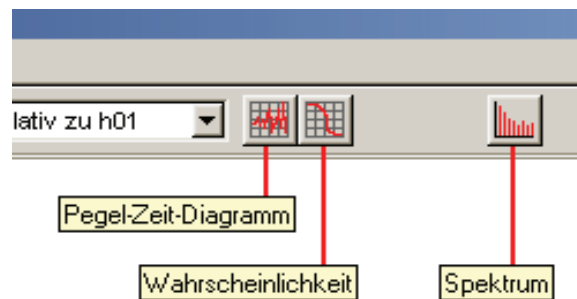 lativ zu h01
Pegel-Zeit-Diagramm
Wahrscheinlichkeit
Spektrum